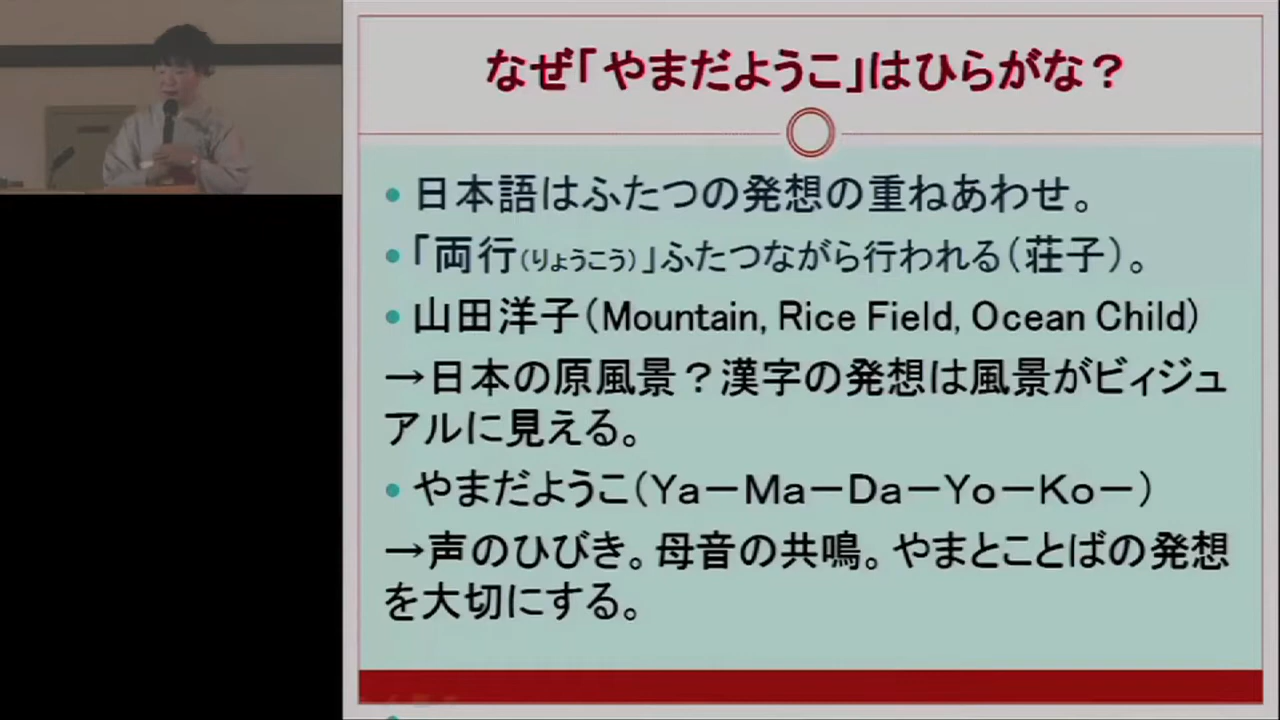 なぜ「やまだようこ」はひらがな？
• 日本語はふたつの発想の重ねあわせ。
• 「両行（りょうこう）」ふたつながら行われる（荘子）。
• 山田洋子（Mountain, Rice Field, Ocean Child）
→日本の原風景？漢字の発想は風景がビィジュ
アルに見える。
• やまだようこ（Ya－Ma－Da－Yo－Ko－）
→声のひびき。母音の共鳴。やまとことばの発想
を大切にする。